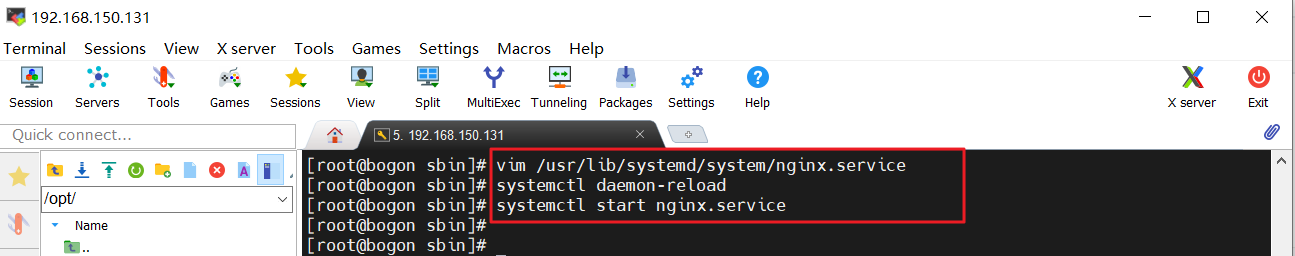 192.168.150.131
Terminal Sessions View X server Tools Games Settings Macros Help
Session Servers Tools Games Sessions View Split MultiExec Tunneling Packages Settings Help X server Exit
Quick connect...
5. 192.168.150.131
[root@bogon sbin]# vim /usr/lib/systemd/system/nginx.service
[root@bogon sbin]# systemctl daemon-reload
[root@bogon sbin]# systemctl start nginx.service
[root@bogon sbin]#
[root@bogon sbin]#
/opt/
Name
..